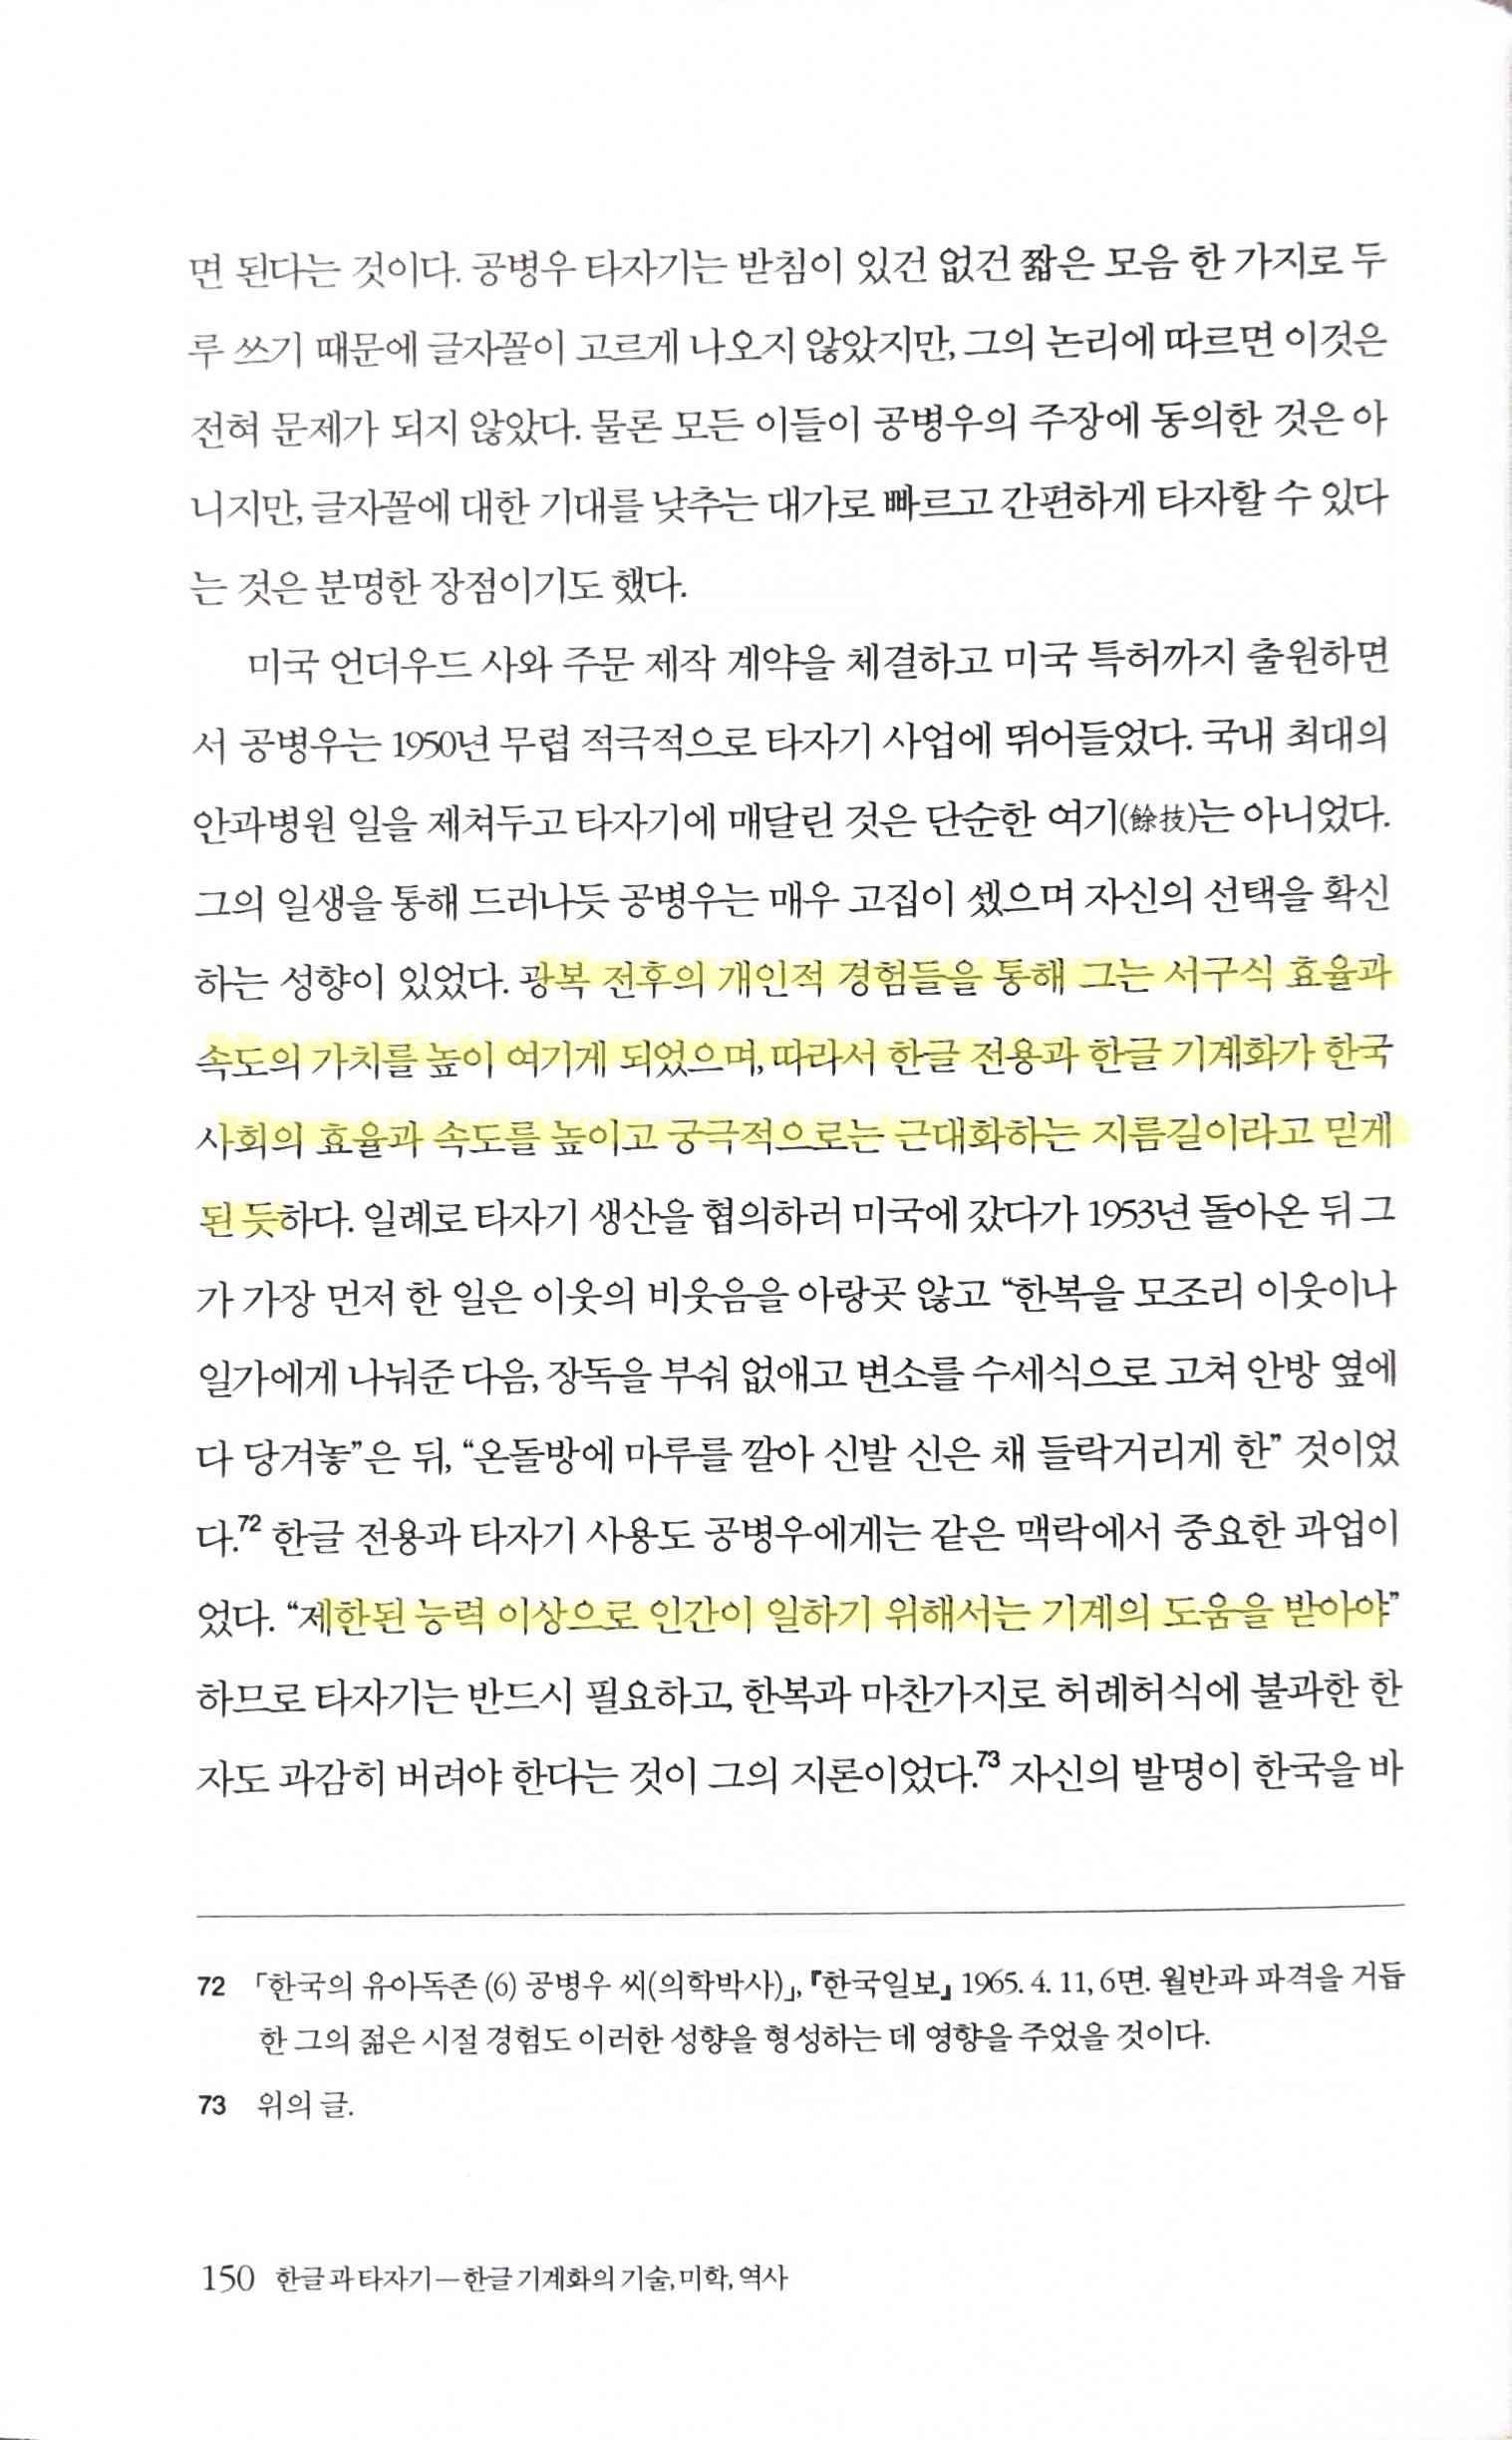 면 된다는 것이다. 공병우 타자기는 받침이 있건 없건 짧은 모음 한 가지로 두
루 쓰기 때문에 글자꼴이 고르게 나오지 않았지만, 그의 논리에 따르면 이것은
전혀 문제가 되지 않았다. 물론 모든 이들이 공병우의 주장에 동의한 것은 아
니지만, 글자꼴에 대한 기대를 낮추는 대가로 빠르고 간편하게 타자할 수 있다
는 것은 분명한 장점이기도 했다.
미국 언더우드 사와 주문 제작 계약을 체결하고 미국 특허까지 출원하면
서 공병우는 1950년 무렵 적극적으로 타자기 사업에 뛰어들었다. 국내 최대의
안과병원 일을 제쳐두고 타자기에 매달린 것은 단순한 여기(餘技)는 아니었다.
그의 일생을 통해 드러나듯 공병우는 매우 고집이 셌으며 자신의 선택을 확신
하는 성향이 있었다. 광복 전후의 개인적 경험들을 통해 그는 서구식 효율과
속도의 가치를 높이 여기게 되었으며, 따라서 한글 전용과 한글 기계화가 한국
사회의 효율과 속도를 높이고 궁극적으로는 근대화하는 지름길이라고 믿게
된 듯하다. 일례로 타자기 생산을 협의하러 미국에 갔다가 1953년 돌아온 뒤 그
가 가장 먼저 한 일은 이웃의 비웃음을 아랑곳 않고 “한복을 모조리 이웃이나
일가에게 나눠준 다음, 장독을 부숴 없애고 변소를 수세식으로 고쳐 안방 옆에
다 당겨놓”은 뒤, “온돌방에 마루를 깔아 신발 신은 채 들락거리게 한” 것이었
다.72 한글 전용과 타자기 사용도 공병우에게는 같은 맥락에서 중요한 과업이
었다. “제한된 능력 이상으로 인간이 일하기 위해서는 기계의 도움을 받아야”
하므로 타자기는 반드시 필요하고, 한복과 마찬가지로 허례허식에 불과한 한
자도 과감히 버려야 한다는 것이 그의 지론이었다.73 자신의 발명이 한국을 바
72 「한국의 유아독존 (6) 공병우 씨(의학박사)」, 『한국일보』 1965. 4. 11, 6면. 월반과 파격을 거듭
한 그의 젊은 시절 경험도 이러한 성향을 형성하는 데 영향을 주었을 것이다.
73 위의 글.
150 한글과 타자기—한글 기계화의 기술, 미학, 역사